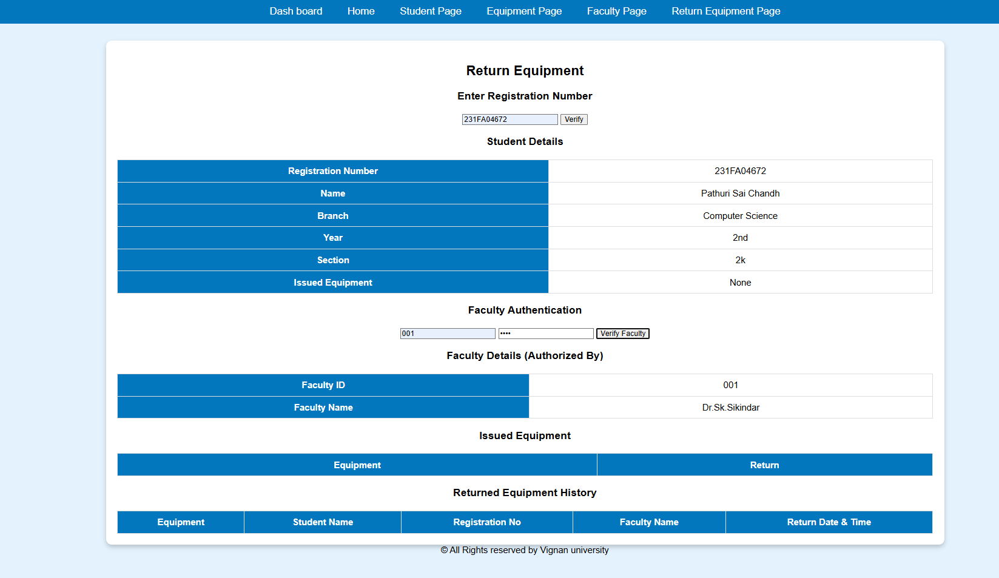 Dash board Home Student Page Equipment Page Faculty Page Return Equipment Page
Return Equipment
Enter Registration Number
231FA04672 Verify
Student Details
Registration Number 231FA04672
Name Pathuri Sai Chandh
Branch Computer Science
Year 2nd
Section 2k
Issued Equipment None
Faculty Authentication
001 •••• Verify Faculty
Faculty Details (Authorized By)
Faculty ID 001
Faculty Name Dr.Sk.Sikindar
Issued Equipment
Equipment Return
Returned Equipment History
Equipment Student Name Registration No Faculty Name Return Date & Time
© All Rights reserved by Vignan university